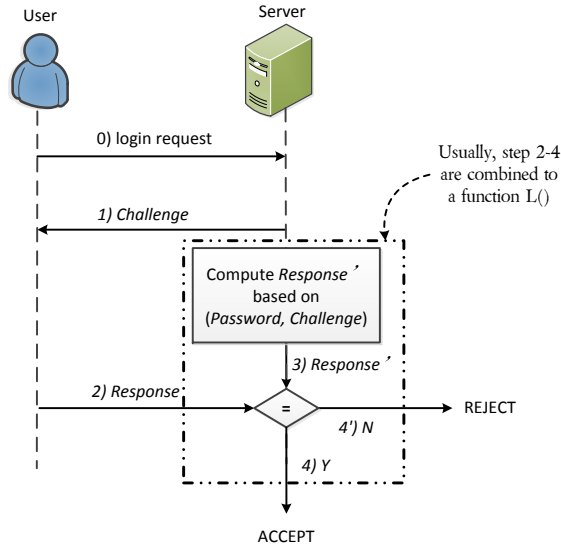 User
Server
0) login request
Usually, step 2-4
are combined to
a function L()
1) Challenge
Compute Response ’
based on
(Password, Challenge)
3) Response ’
2) Response
=
REJECT
4') N
4) Y
ACCEPT